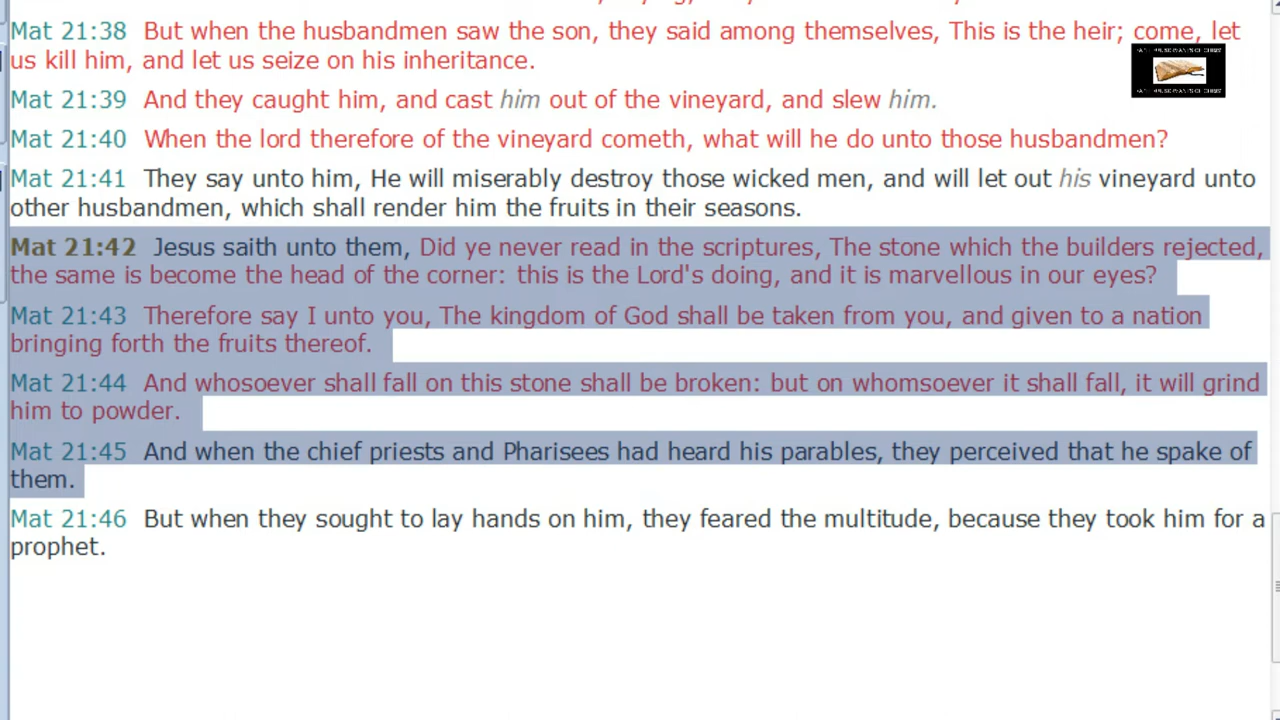 Mat 21:38 But when the husbandmen saw the son, they said among themselves, This is the heir; come, let
us kill him, and let us seize on his inheritance.
Mat 21:39 And they caught him, and cast him out of the vineyard, and slew him.
Mat 21:40 When the lord therefore of the vineyard cometh, what will he do unto those husbandmen?
Mat 21:41 They say unto him, He will miserably destroy those wicked men, and will let out his vineyard unto
other husbandmen, which shall render him the fruits in their seasons.
Mat 21:42 Jesus saith unto them, Did ye never read in the scriptures, The stone which the builders rejected,
the same is become the head of the corner: this is the Lord's doing, and it is marvellous in our eyes?
Mat 21:43 Therefore say I unto you, The kingdom of God shall be taken from you, and given to a nation
bringing forth the fruits thereof.
Mat 21:44 And whosoever shall fall on this stone shall be broken: but on whomsoever it shall fall, it will grind
him to powder.
Mat 21:45 And when the chief priests and Pharisees had heard his parables, they perceived that he spake of
them.
Mat 21:46 But when they sought to lay hands on him, they feared the multitude, because they took him for a
prophet.